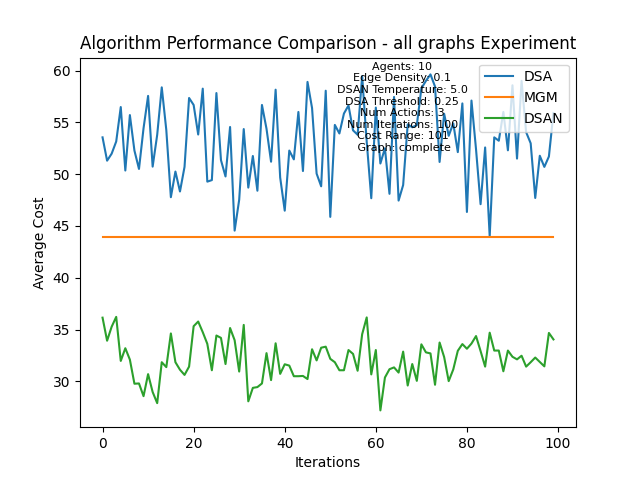 Algorithm Performance Comparison - all graphs Experiment
Agents: 10
Edge Density: 0.1
DSAN Temperature: 5.0
DSA Threshold: 0.25
Num Actions: 3
Num Iterations: 100
Cost Range: 101
Graph: complete
DSA
MGM
DSAN
60
55
50
45
40
35
30
Average Cost
0
20
40
60
80
100
Iterations